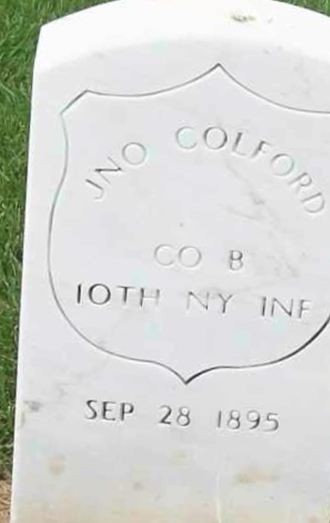 JNO COLFORD
CO B
10TH NY INF
SEP 28 1895